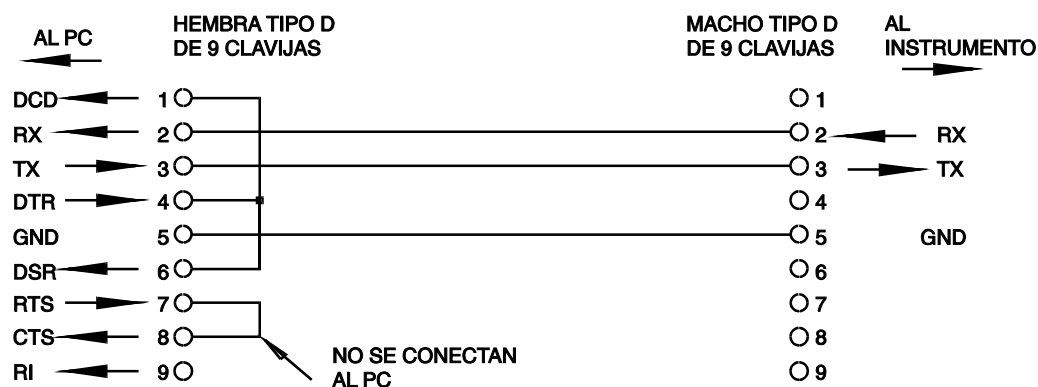 AL PC
HEMBRA TIPO D
DE 9 CLAVIJAS
MACHO TIPO D
DE 9 CLAVIJAS
AL
INSTRUMENTO
DCD 1 1
RX 2 2 RX
TX 3 3 TX
DTR 4 4
GND 5 5 GND
DSR 6 6
RTS 7 7
CTS 8 8
RI 9 9
NO SE CONECTAN
AL PC